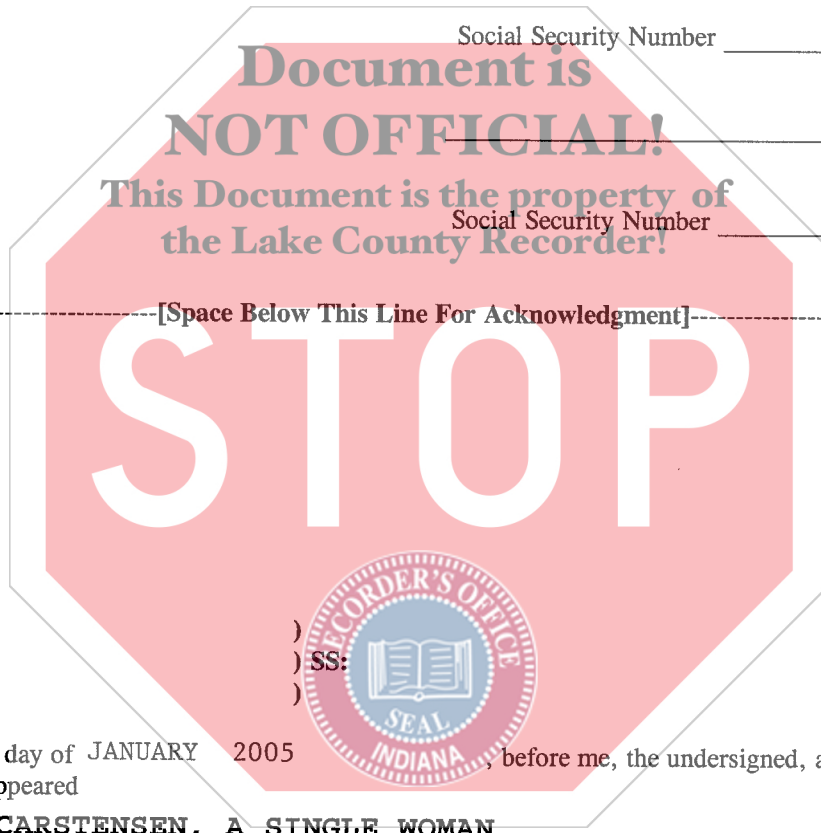 Social Security Number
Document is
NOT OFFICIAL!
This Document is the property of
Social Security Number
the Lake County Recorder!
[Space Below This Line For Acknowledgment]
STOP
RECORDER'S OFFICE
)
) SS:
)
SEAL
INDIANA
day of JANUARY 2005 , before me, the undersigned, a
ppeared
CARSTENSEN, A SINGLE WOMAN